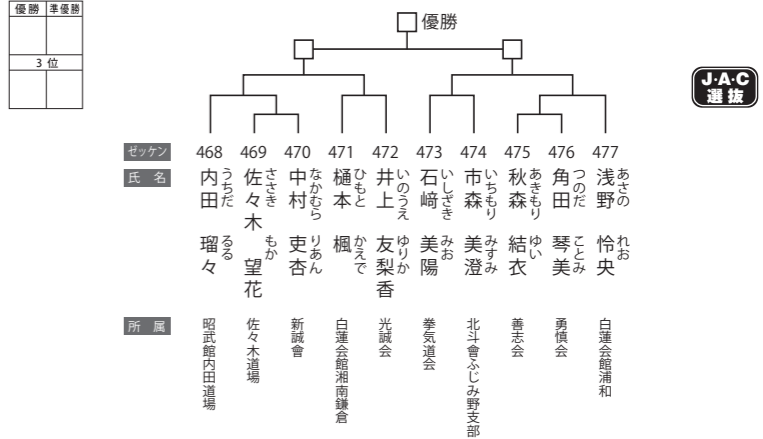 優勝 準優勝
3 位
優勝
J·A·C
選抜
ゼッケン 468 469 470 471 472 473 474 475 476 477
氏 名
内田 瑠々 うちだ るる
佐々木 望花 ささき もか
中村 吏杏 なかむら りあん
樋本 楓 ひもと かえで
井上 友梨香 いのうえ ゆりか
石﨑 美陽 いしざき みお
市森 美澄 いちもり みすみ
秋森 結衣 あきもり ゆい
角田 琴美 つのだ ことみ
浅野 怜央 あさの れお
所 属
昭武館内田道場
佐々木道場
新誠會
白蓮会館湘南鎌倉
光誠会
拳気道会
北斗會ふじみ野支部
善志会
勇慎会
白蓮会館浦和